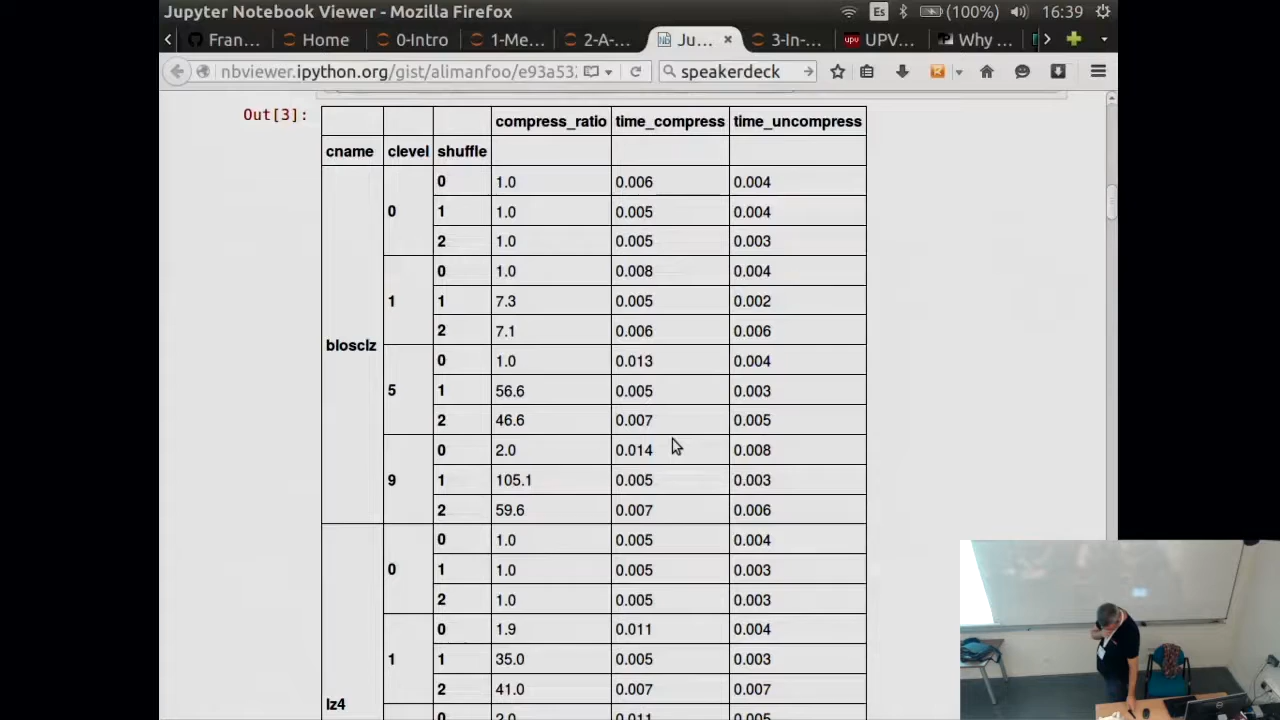 Jupyter Notebook Viewer - Mozilla Firefox Es (100%) 16:39
Fran... Home 0-Intro 1-Me... 2-A-... Ju... 3-In-... UPV... Why ...
nbviewer.ipython.org/gist/alimanfoo/e93a53 speakerdeck
Out[3]:
compress_ratio time_compress time_uncompress
cname clevel shuffle
blosclz 0 0 1.0 0.006 0.004
1 1.0 0.005 0.004
2 1.0 0.005 0.003
1 0 1.0 0.008 0.004
1 7.3 0.005 0.002
2 7.1 0.006 0.006
5 0 1.0 0.013 0.004
1 56.6 0.005 0.003
2 46.6 0.007 0.005
9 0 2.0 0.014 0.008
1 105.1 0.005 0.003
2 59.6 0.007 0.006
lz4 0 0 1.0 0.005 0.004
1 1.0 0.005 0.003
2 1.0 0.005 0.003
1 0 1.9 0.011 0.004
1 35.0 0.005 0.003
2 41.0 0.007 0.007
0 2.0 0.011 0.005